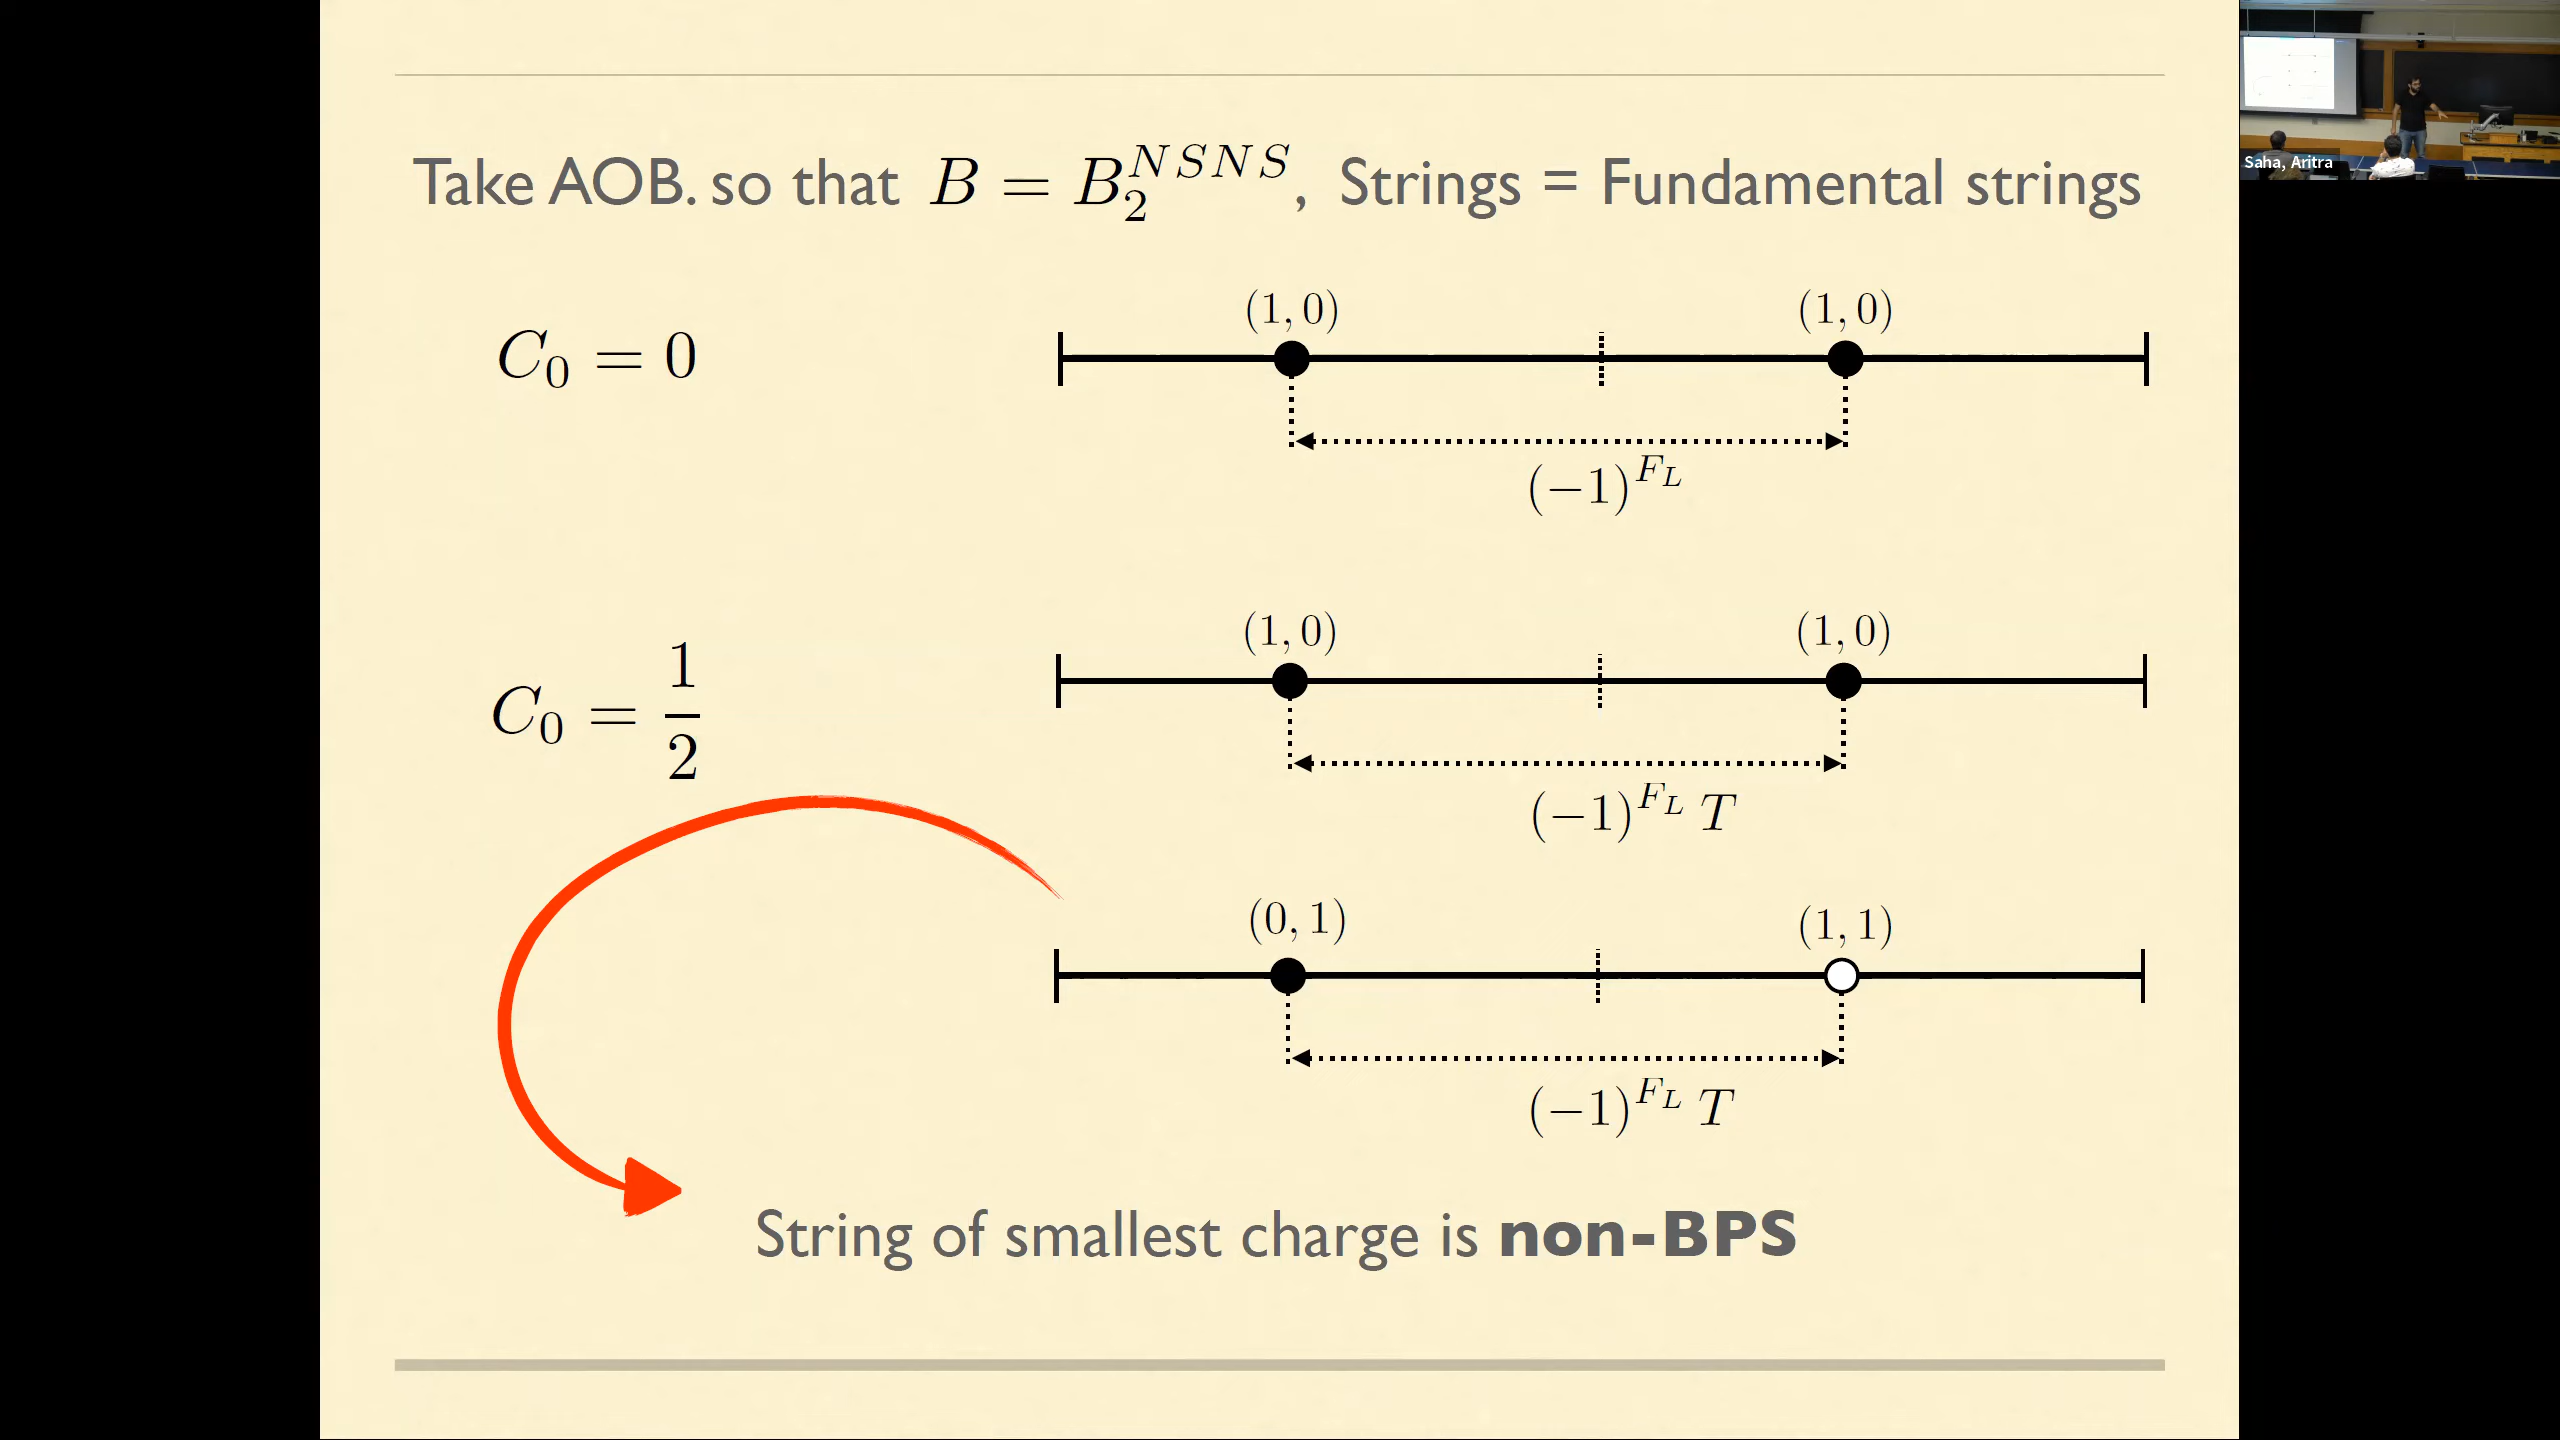 Take AOB. so that B = B_2^{NSNS}, Strings = Fundamental strings
Saha, Aritra
(1, 0) (1, 0)
C_0 = 0
(−1)^{F_L}
(1, 0) (1, 0)
C_0 = \frac{1}{2}
(−1)^{F_L} T
(0, 1) (1, 1)
(−1)^{F_L} T
String of smallest charge is non-BPS